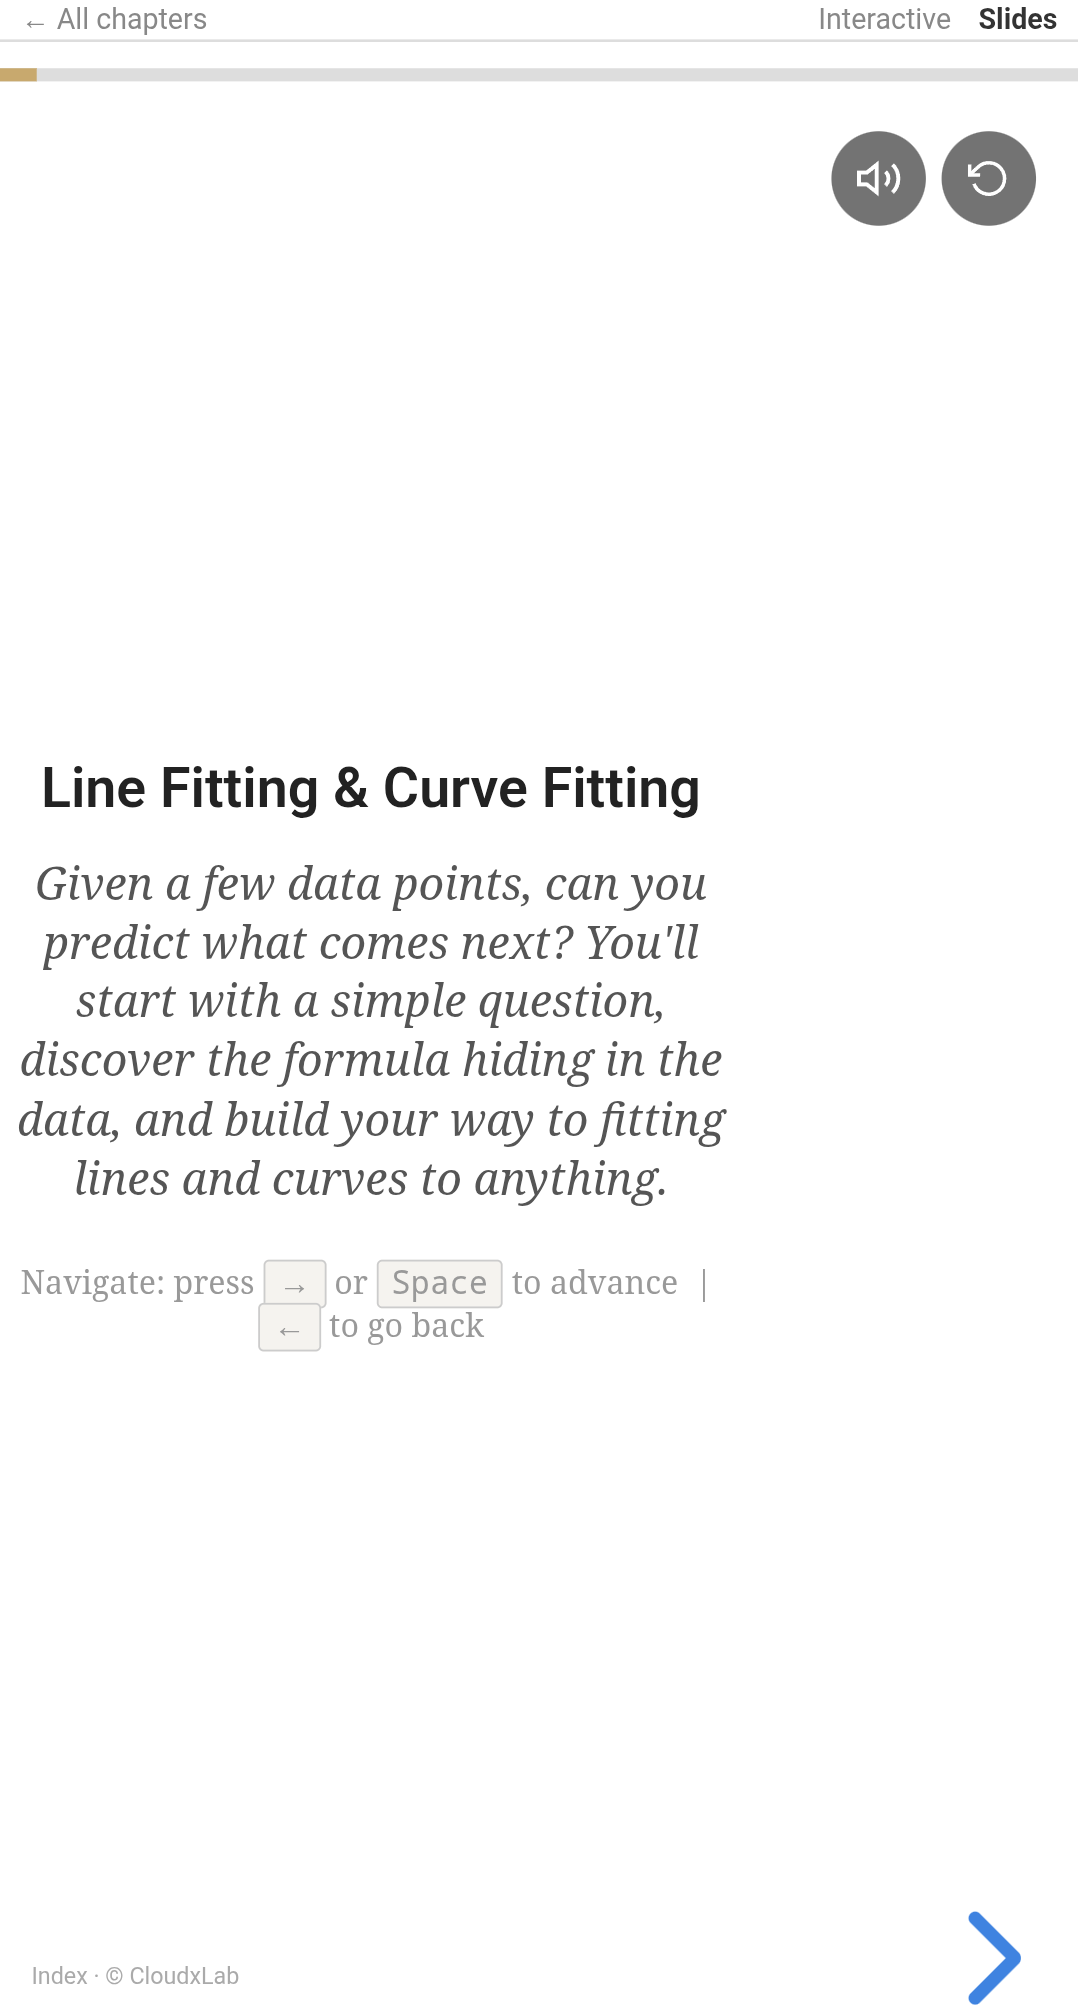 ← All chapters Interactive Slides
Line Fitting & Curve Fitting
Given a few data points, can you
predict what comes next? You'll
start with a simple question,
discover the formula hiding in the
data, and build your way to fitting
lines and curves to anything.
Navigate: press → or Space to advance |
← to go back
Index · © CloudxLab